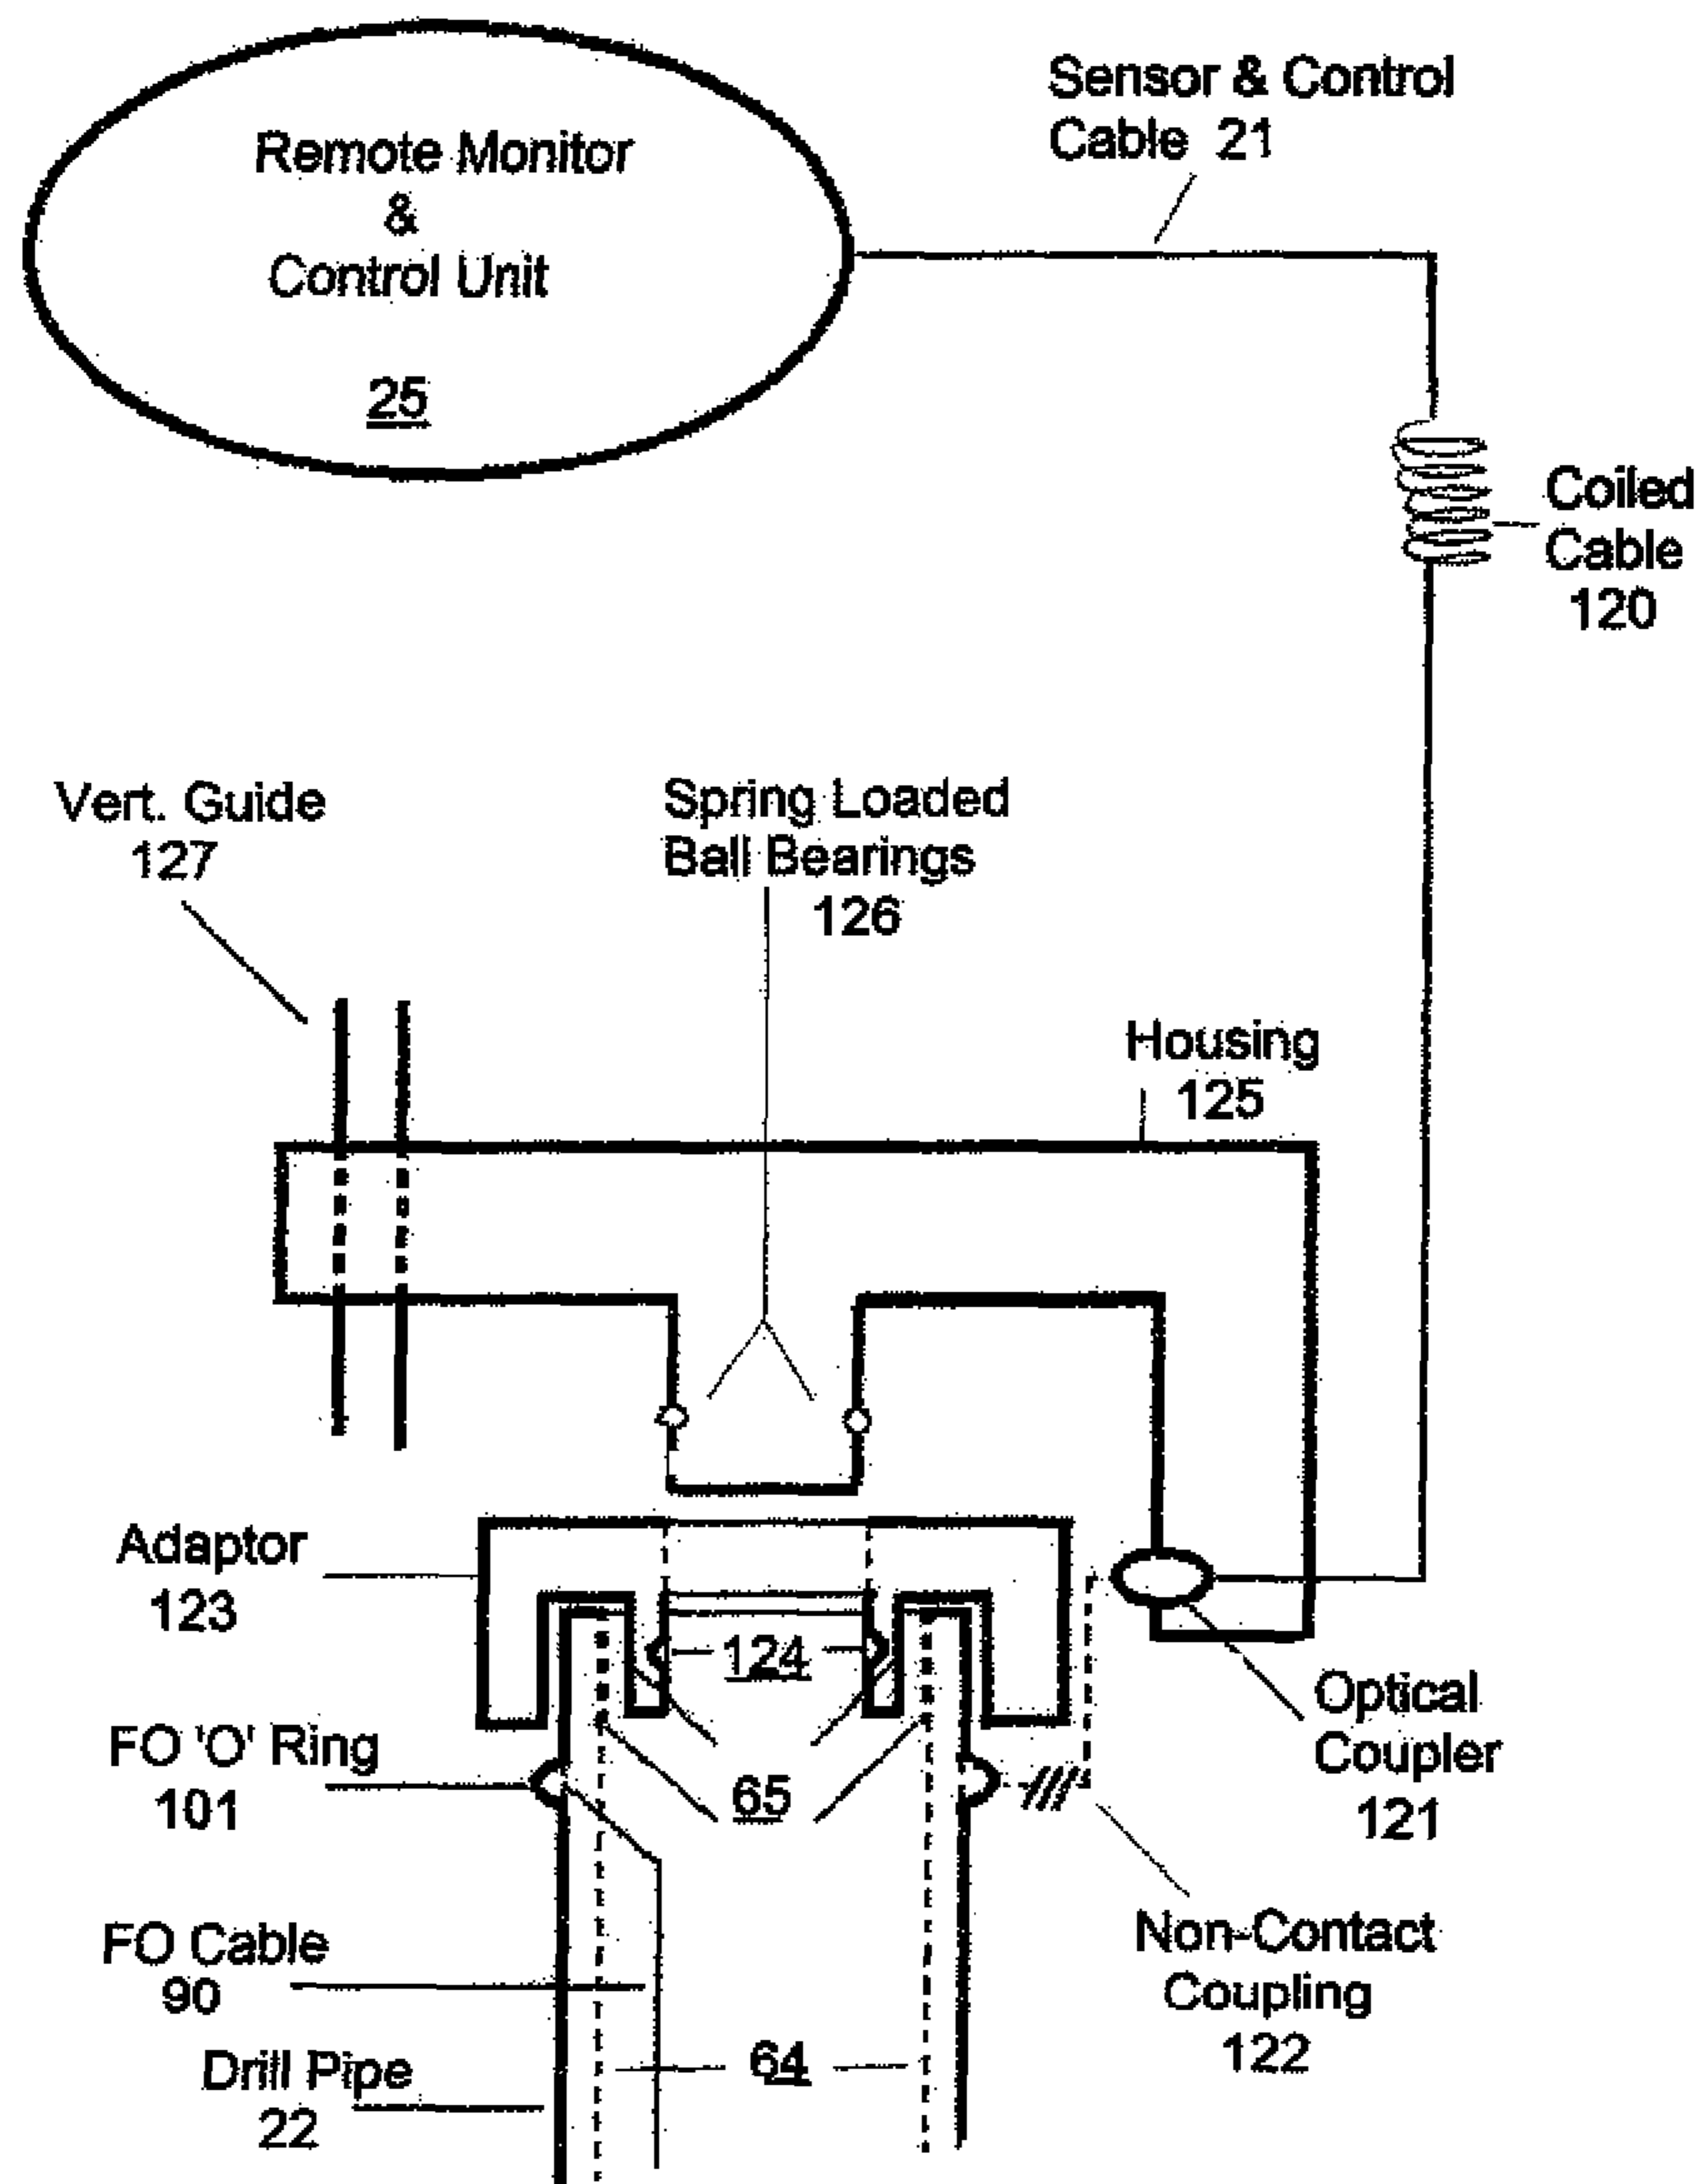 Remote Monitor
&
Control Unit
25
Sensor & Control
Cable 21
Coiled
Cable
120
Vert. Guide
127
Spring Loaded
Ball Bearings
126
Housing
125
Adaptor
123
124
FO 'O' Ring
101
65
Optical
Coupler
121
FO Cable
90
Non-Contact
Coupling
122
64
Drill Pipe
22